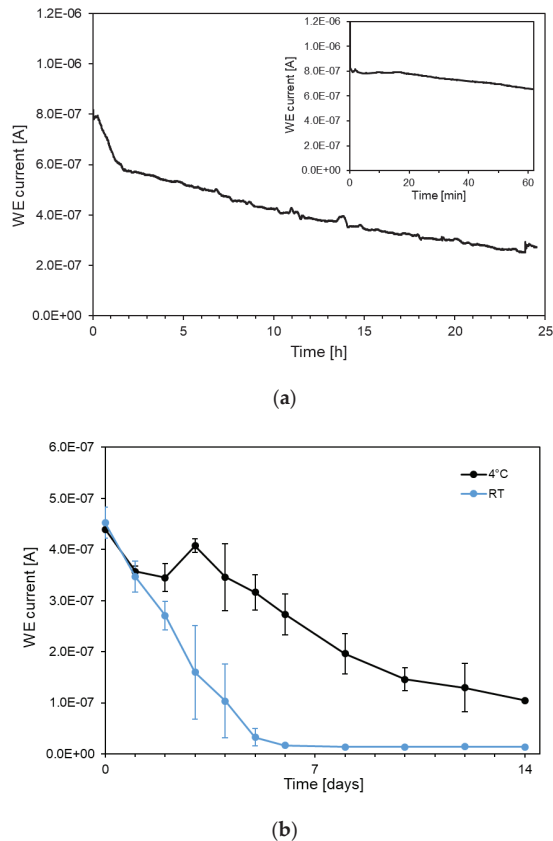 1.2E-06
1.0E-06
8.0E-07
6.0E-07
4.0E-07
2.0E-07
0.0E+00
WE current [A]
0 5 10 15 20 25
Time [h]
1.2E-06
1.0E-06
8.0E-07
6.0E-07
4.0E-07
2.0E-07
0.0E+00
WE current [A]
0 20 40 60
Time [min]
(a)
6.0E-07
5.0E-07
4.0E-07
3.0E-07
2.0E-07
1.0E-07
0.0E+00
WE current [A]
4°C
RT
0 7 14
Time [days]
(b)